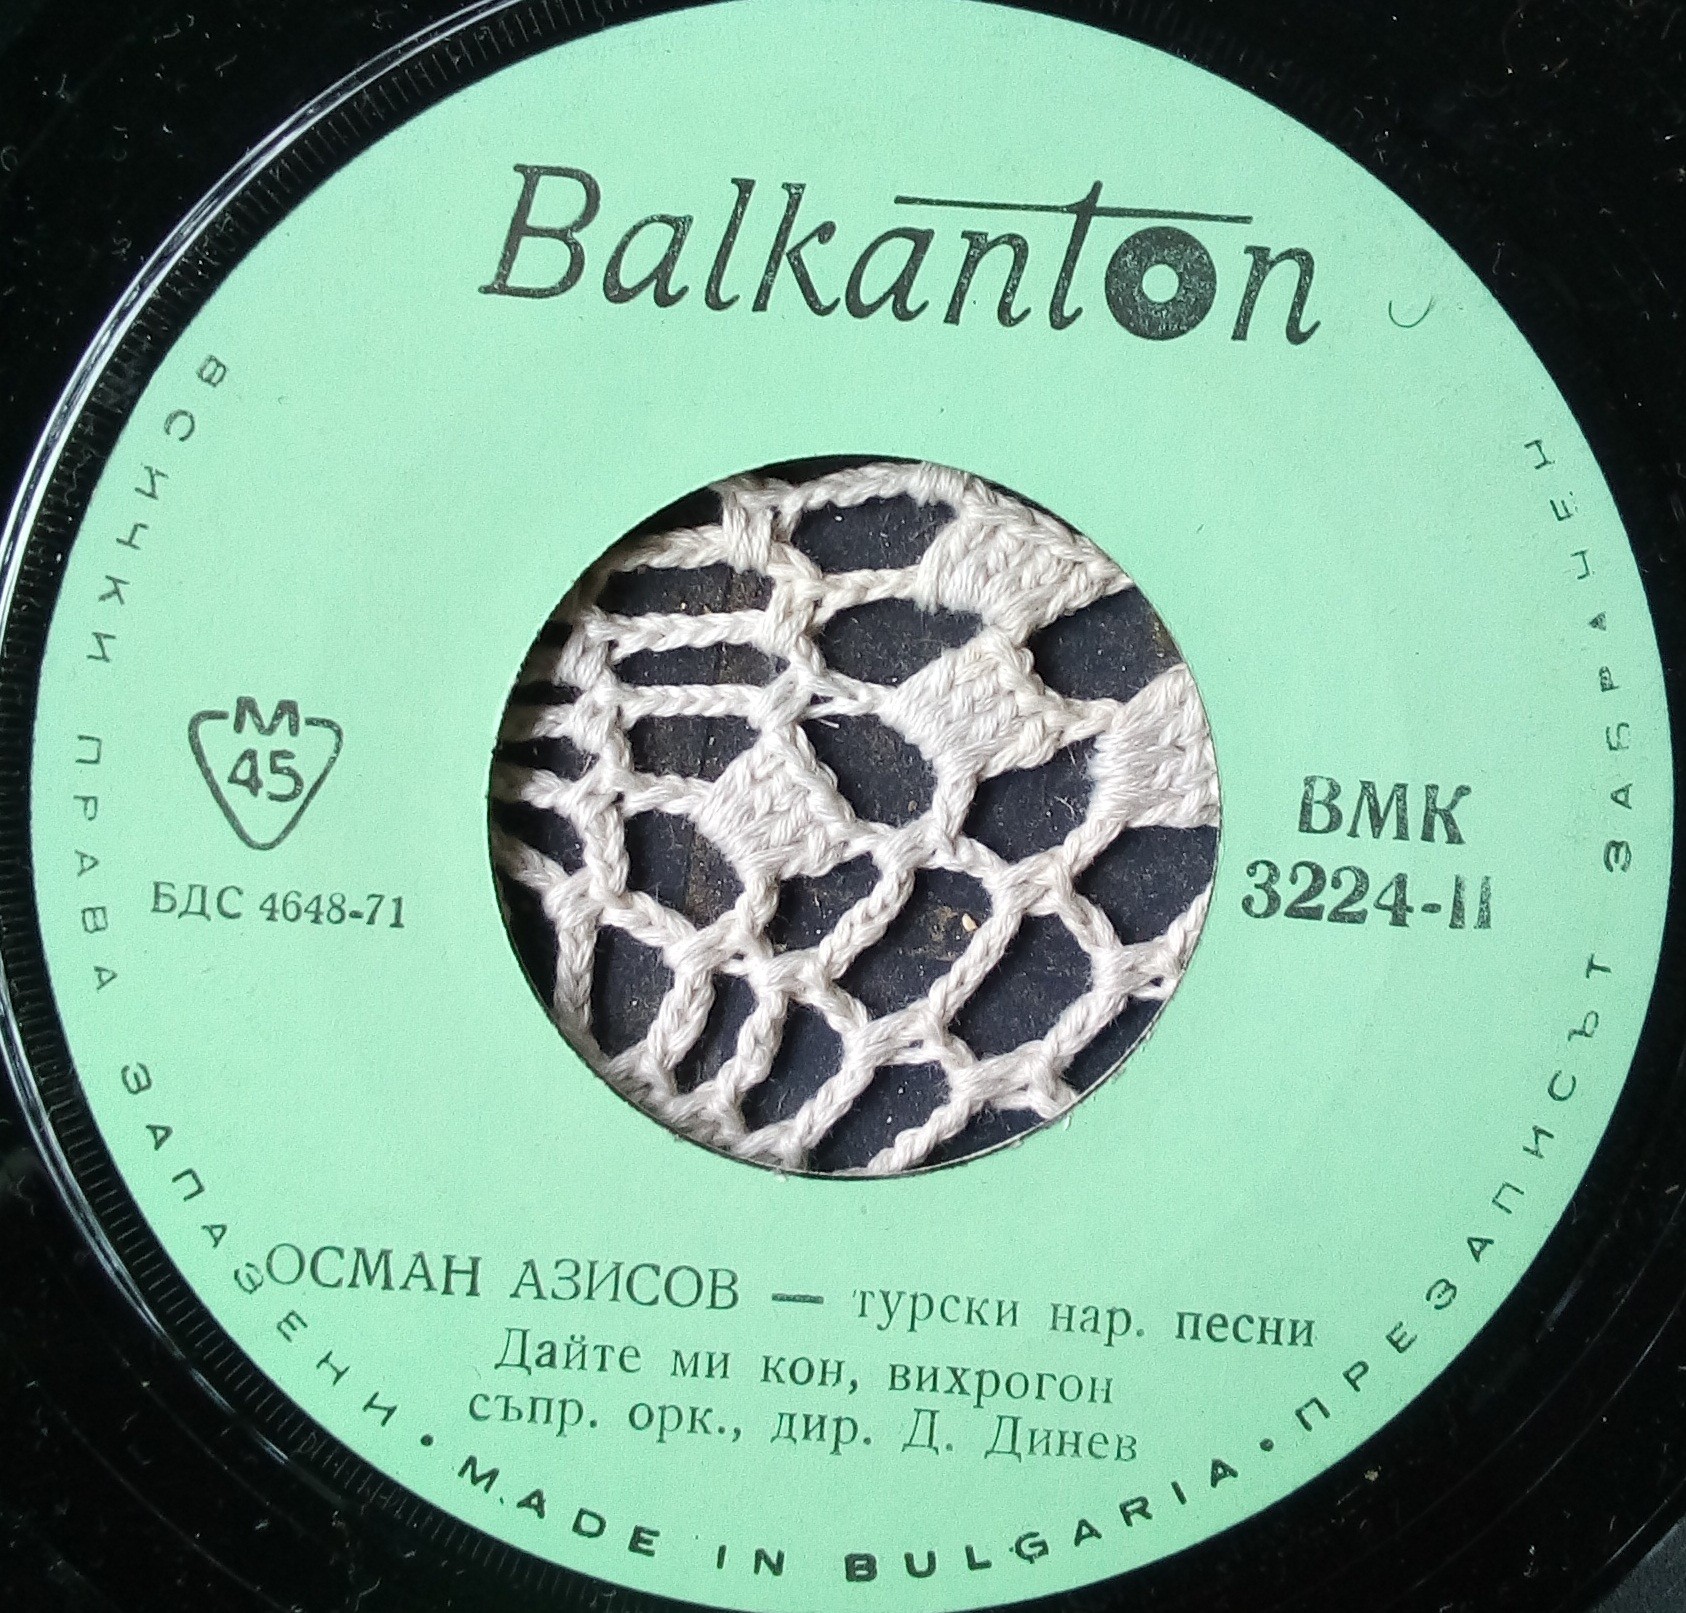 Balkanton
М
45
БДС 4648-71
ВМК
3224-II
ОСМАН АЗИСОВ — турски нар. песни
Дайте ми кон, вихрогон
съпр. орк., дир. Д. Динев
ВСИЧКИ ПРАВА ЗАПАЗЕНИ • MADE IN BULGARIA • ПРЕЗАПИСЪТ ЗАБРАНЕН